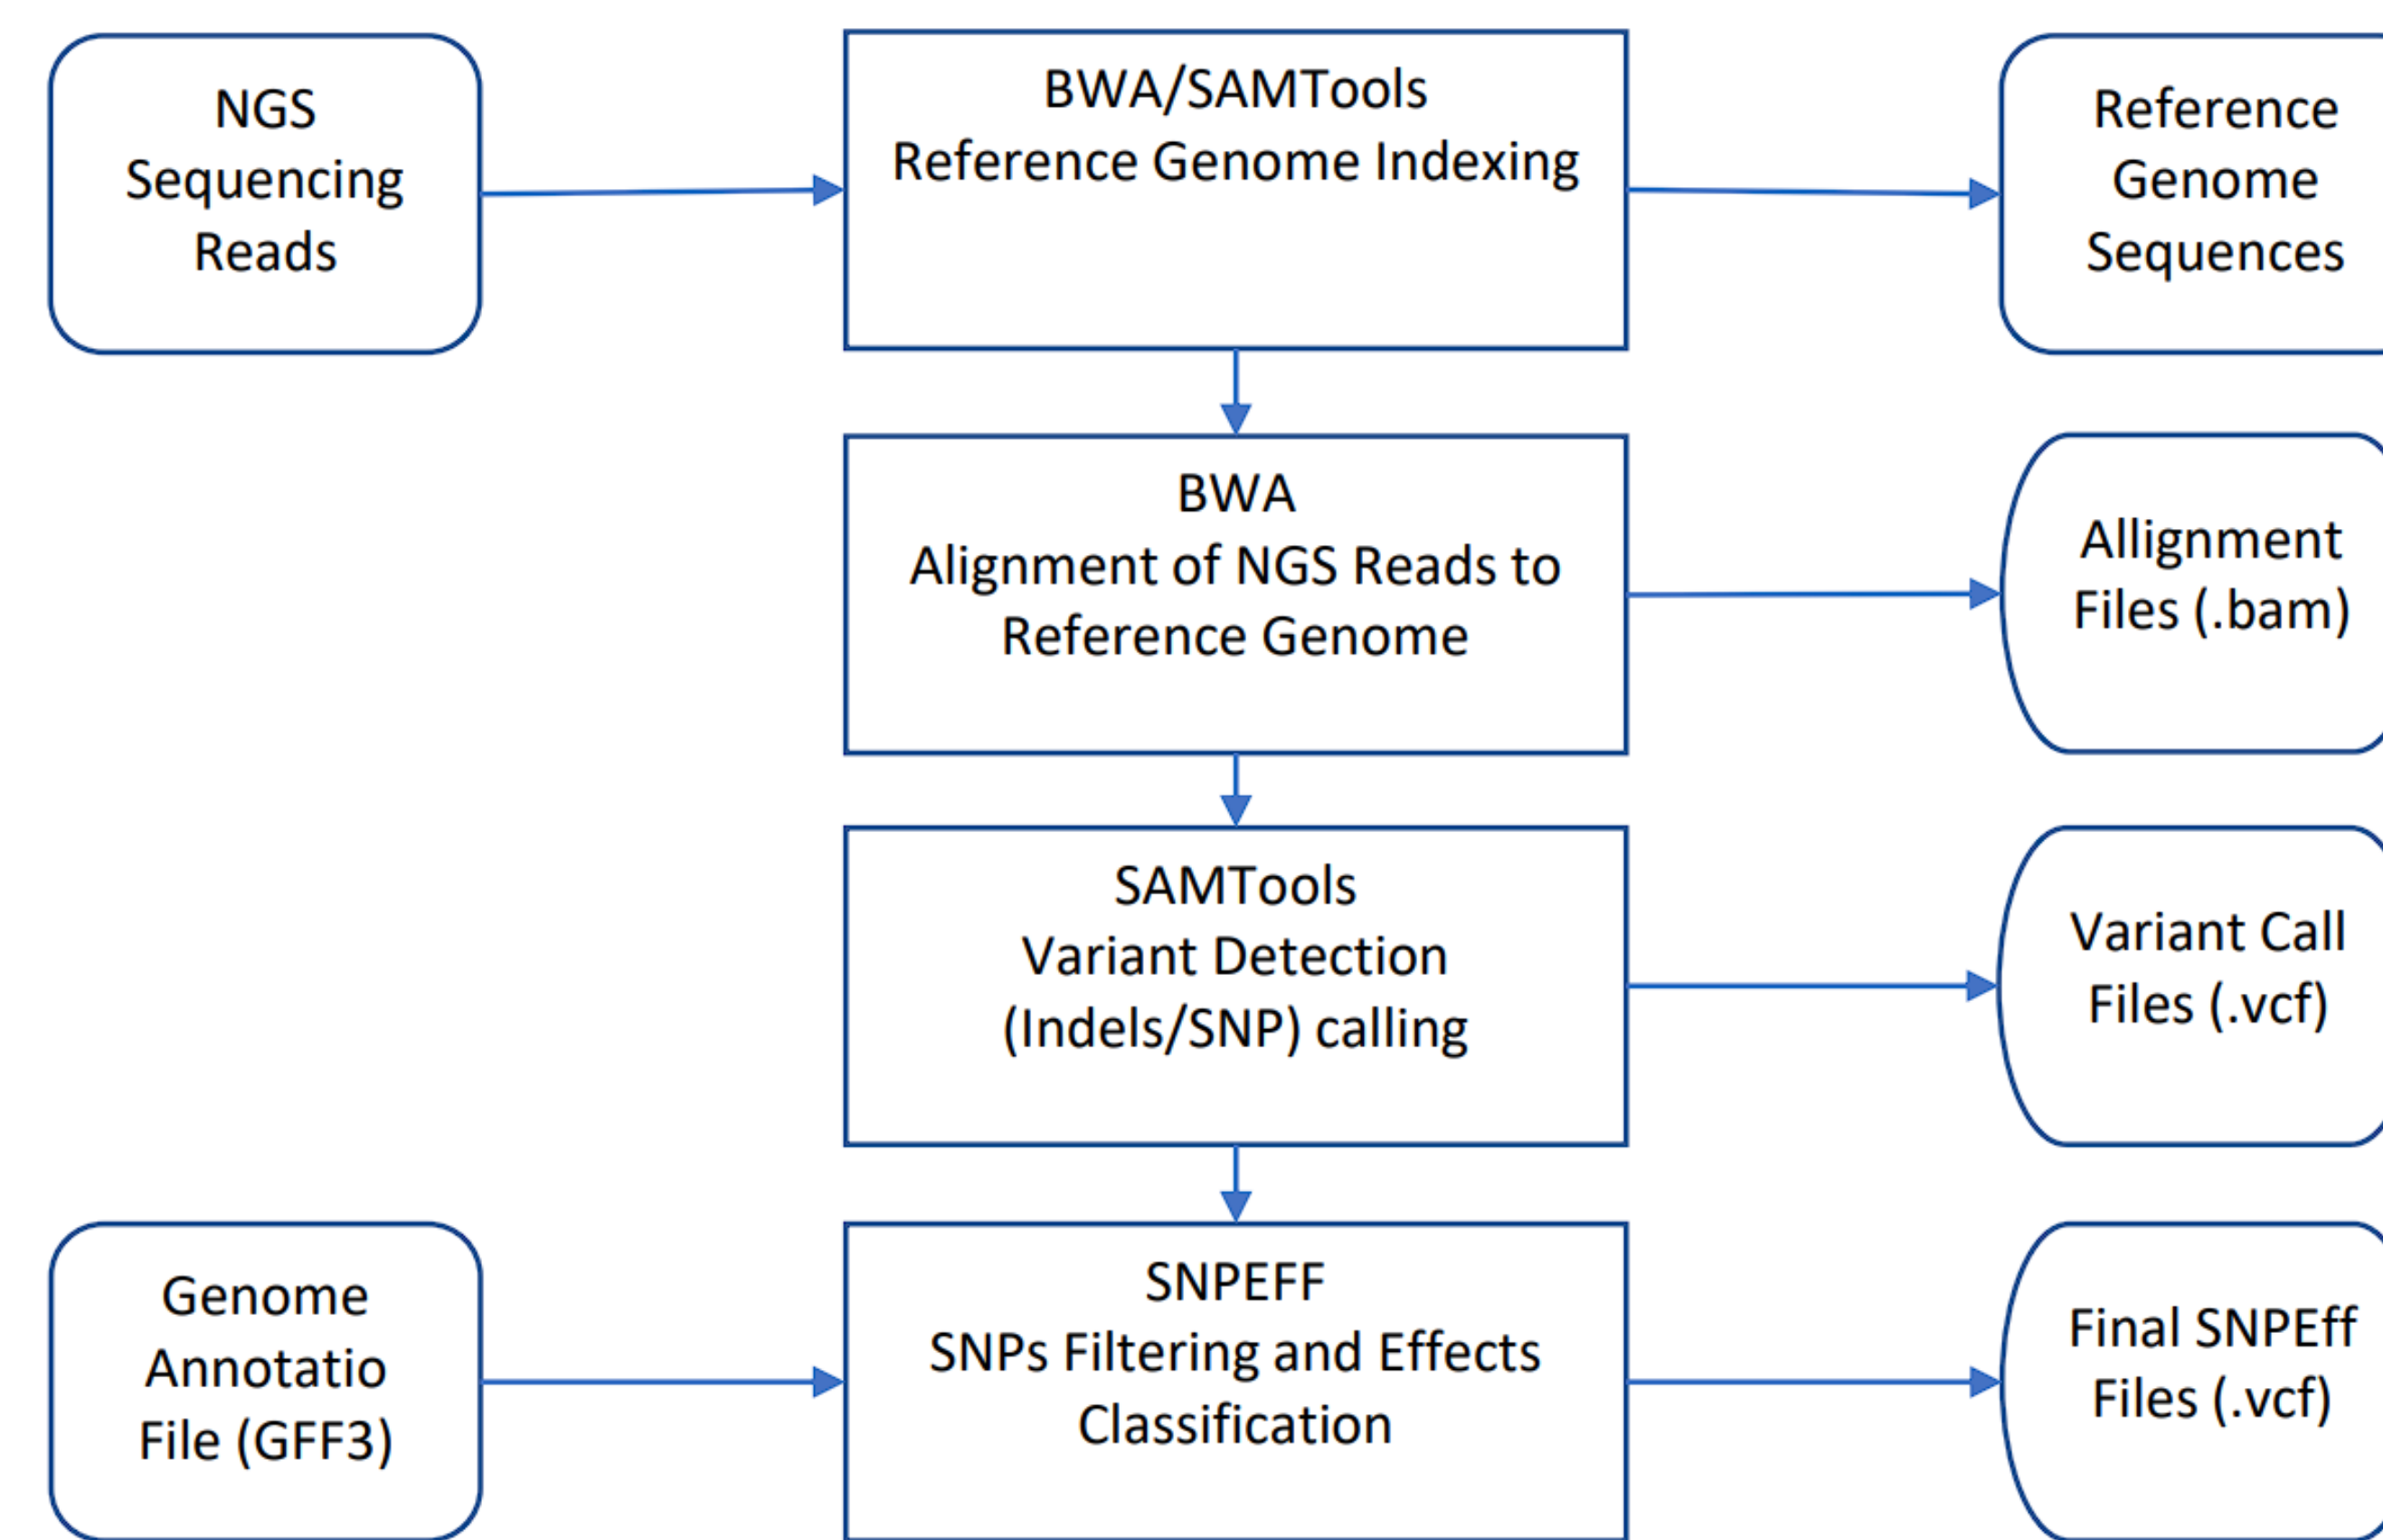 NGS
Sequencing
Reads
BWA/SAMTools
Reference Genome Indexing
Reference
Genome
Sequences
BWA
Alignment of NGS Reads to
Reference Genome
Allignment
Files (.bam)
SAMTools
Variant Detection
(Indels/SNP) calling
Variant Call
Files (.vcf)
Genome
Annotatio
File (GFF3)
SNPEFF
SNPs Filtering and Effects
Classification
Final SNPEff
Files (.vcf)